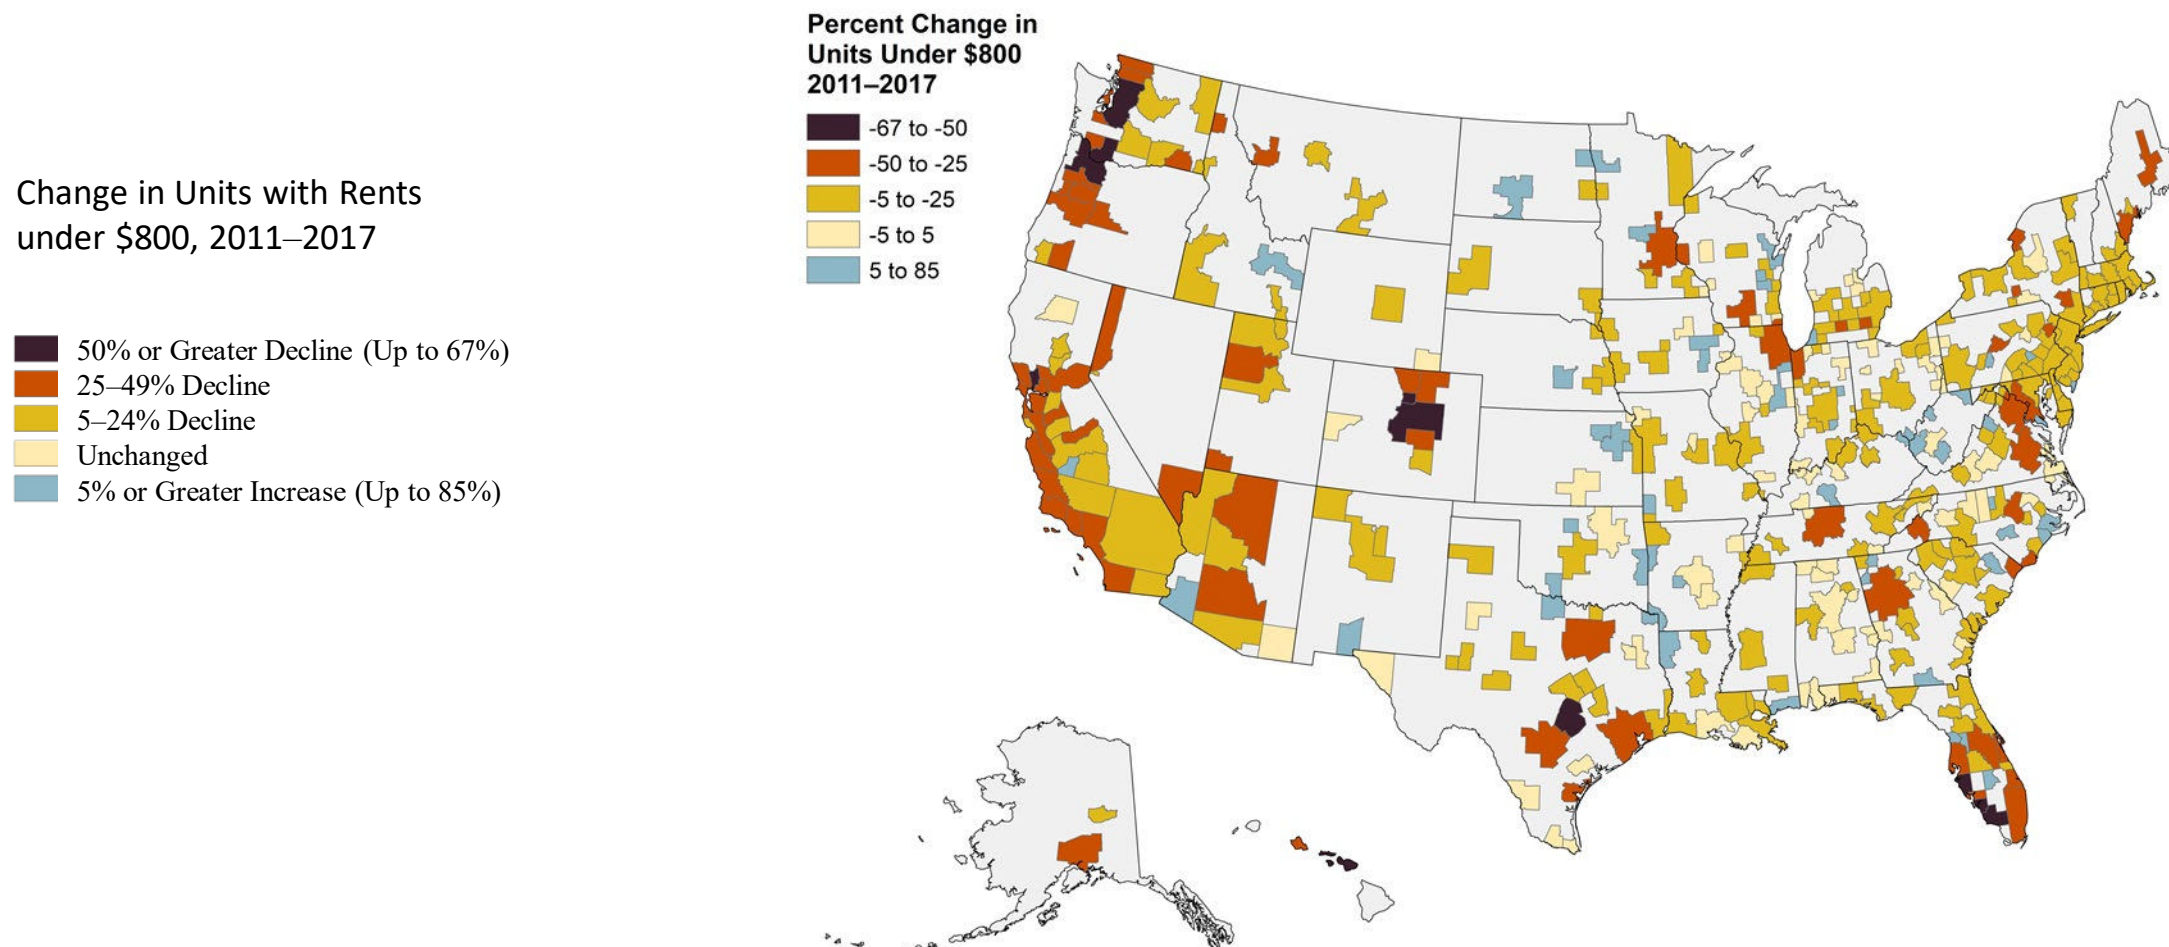 Change in Units with Rents
under $800, 2011–2017
50% or Greater Decline (Up to 67%)
25–49% Decline
5–24% Decline
Unchanged
5% or Greater Increase (Up to 85%)
Percent Change in
Units Under $800
2011–2017
-67 to -50
-50 to -25
-5 to -25
-5 to 5
5 to 85